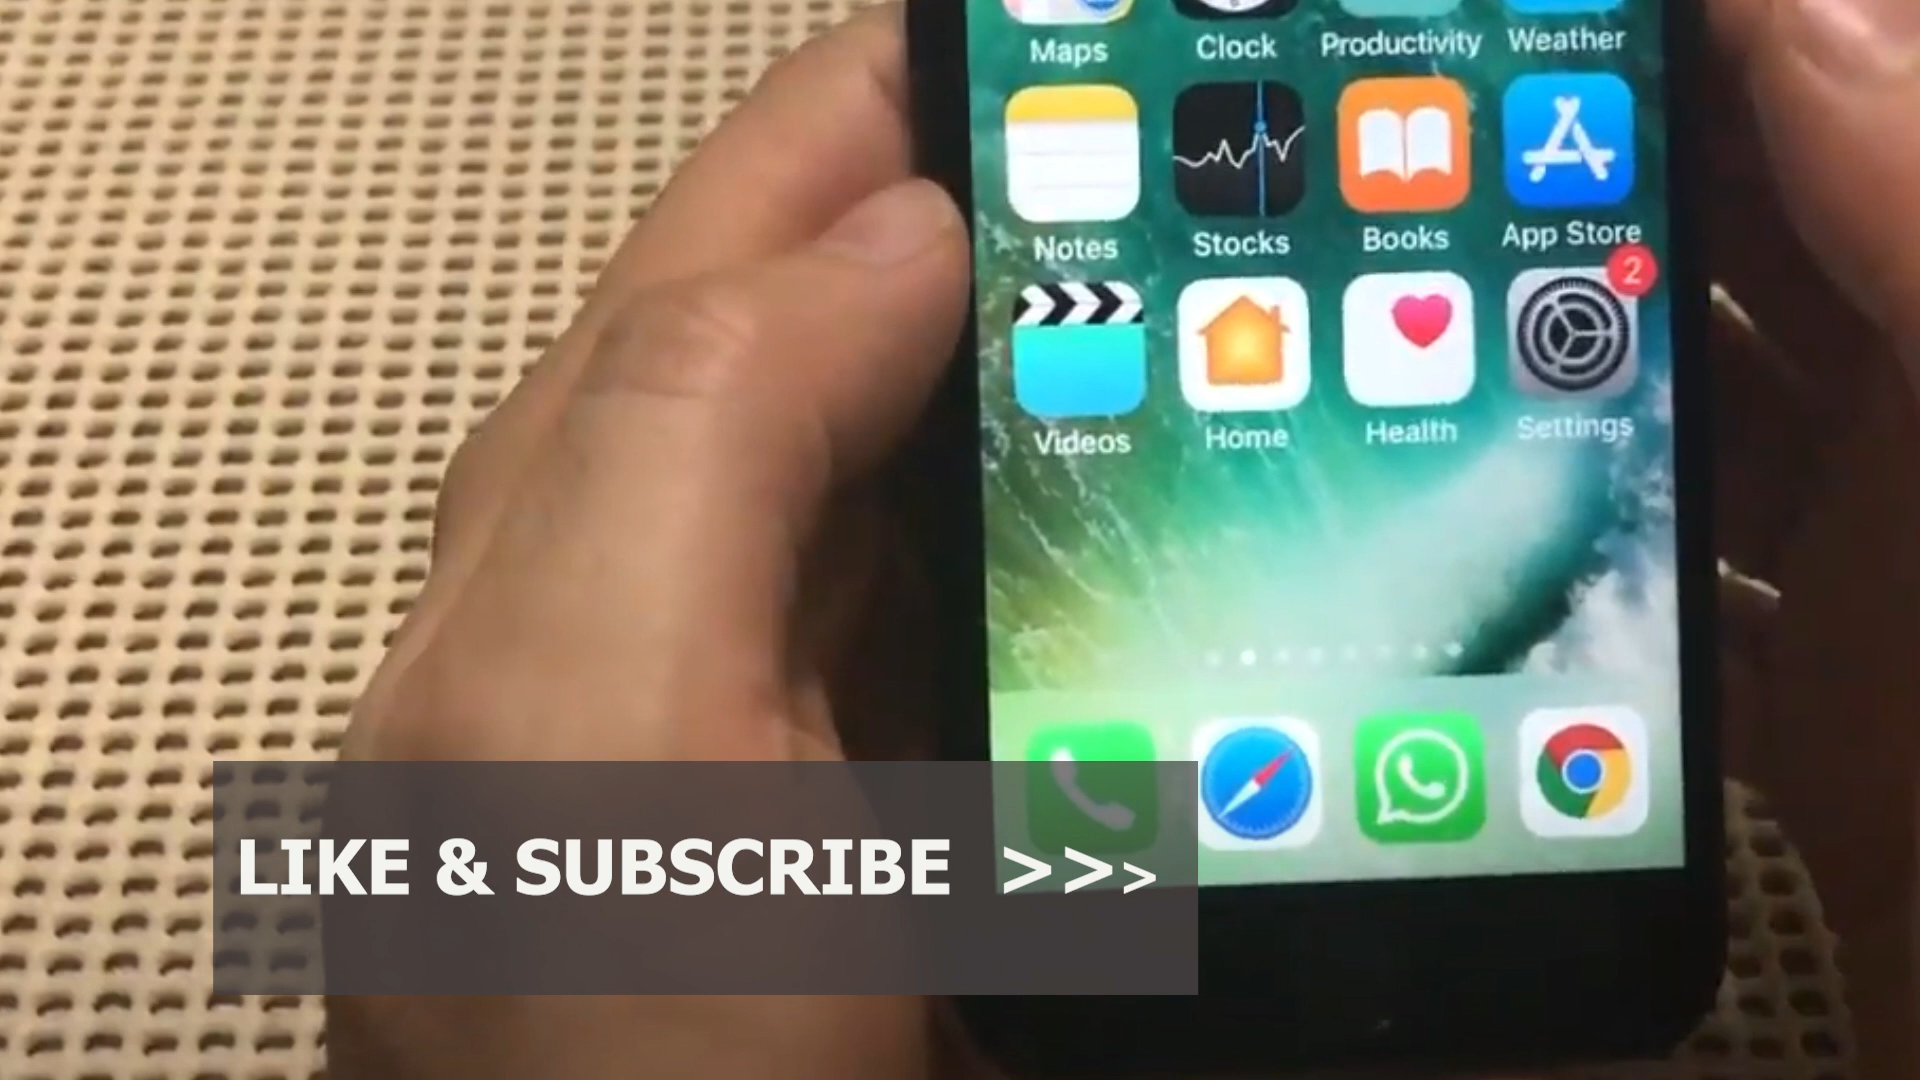 Maps Clock Productivity Weather
Notes Stocks Books App Store
2
Videos Home Health Settings
LIKE & SUBSCRIBE >>>